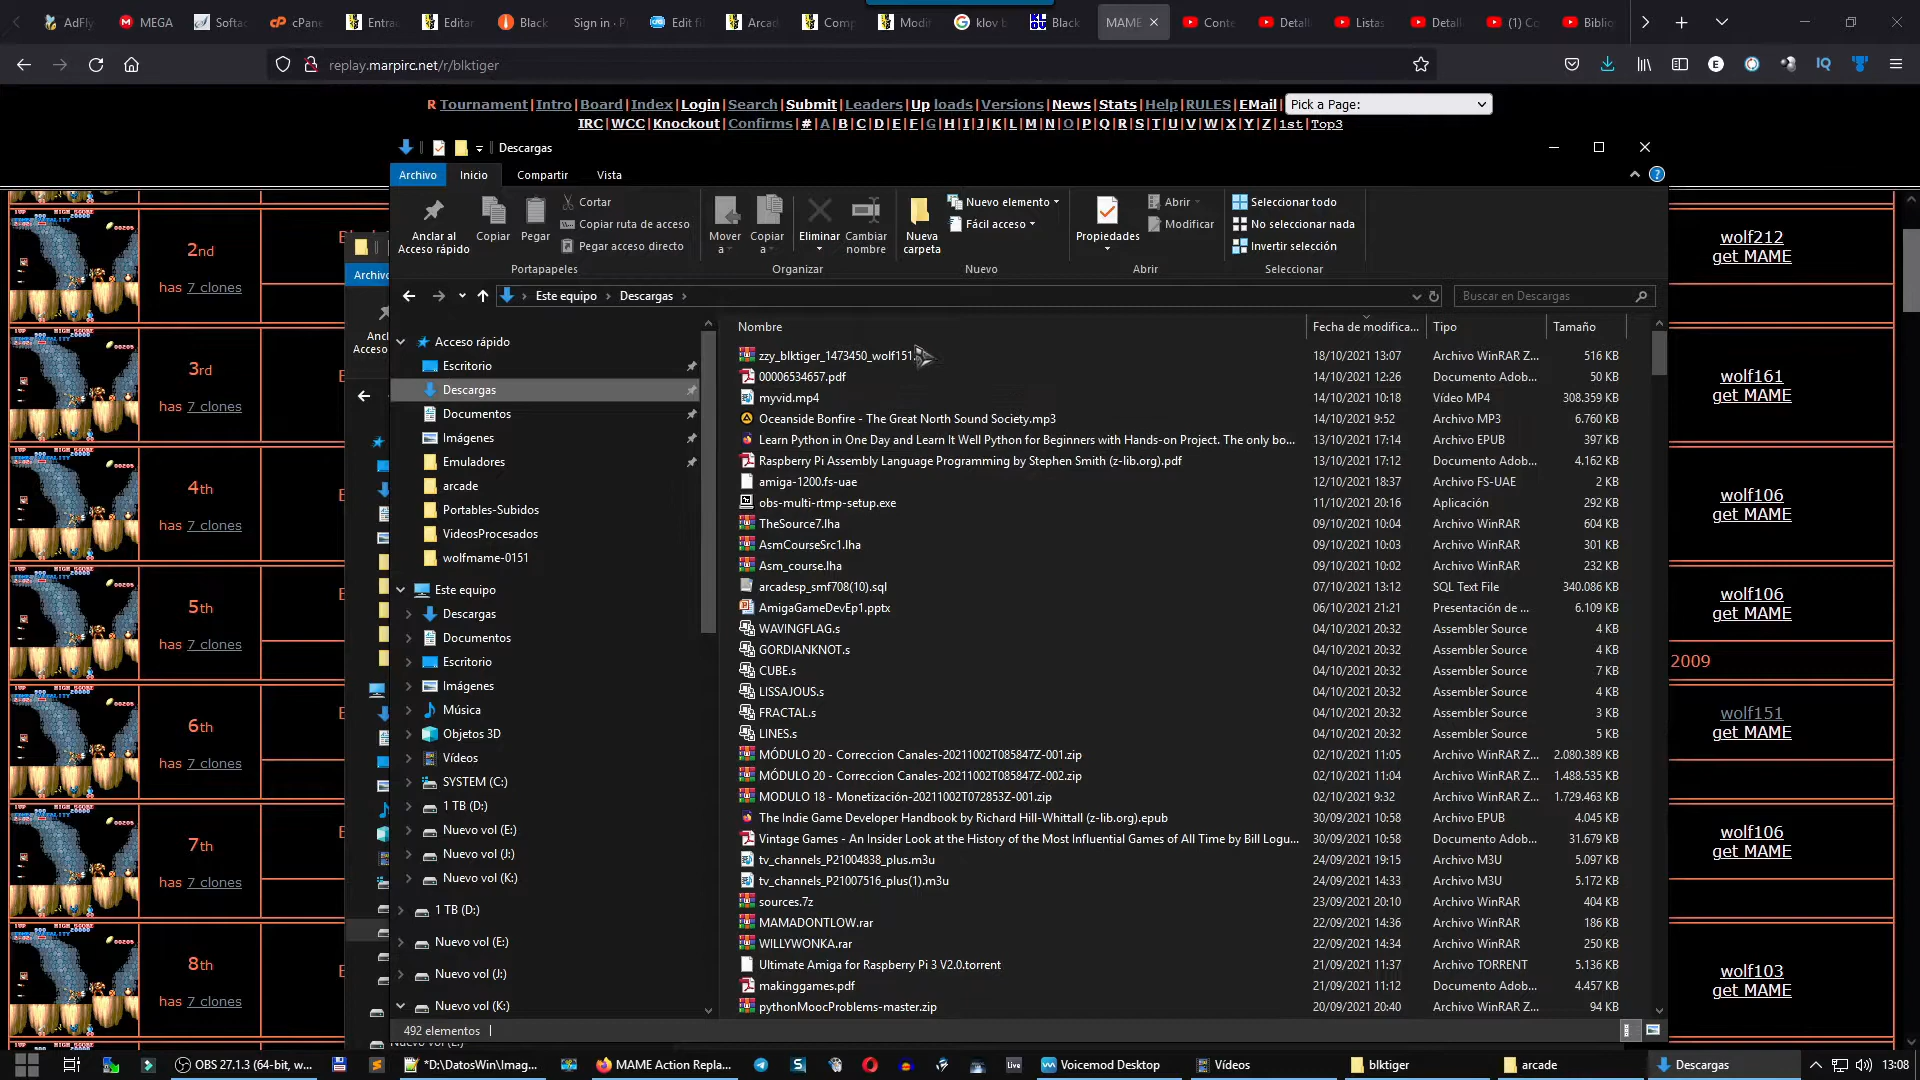 AdFly
MEGA
Softa
cPane
Entra
Editar
Black
Sign in · P
Edit fi
Arcad
Comp
Modif
klov b
Black
MAME
Conte
Detall
Listas
Detall
(1) Co
Biblio
replay.marpirc.net/r/blktiger
R Tournament|Intro|Board|Index|Login|Search|Submit|Leaders|Up loads|Versions|News|Stats|Help|RULES|EMail Pick a Page:
IRC|WCC|Knockout|Confirms|#|A|B|C|D|E|F|G|H|I|J|K|L|M|N|O|P|Q|R|S|T|U|V|W|X|Y|Z|1st|Top3
Descargas
Archivo Inicio Compartir Vista
Anclar al Acceso rápido
Copiar
Pegar
Cortar
Copiar ruta de acceso
Pegar acceso directo
Portapapeles
Mover a
Copiar a
Eliminar
Cambiar nombre
Organizar
Nueva carpeta
Nuevo elemento
Fácil acceso
Nuevo
Propiedades
Abrir
Modificar
Abrir
Seleccionar todo
No seleccionar nada
Invertir selección
Seleccionar
Este equipo > Descargas >
Buscar en Descargas
Acceso rápido
Escritorio
Descargas
Documentos
Imágenes
Emuladores
arcade
Portables-Subidos
VideosProcesados
wolfmame-0151
Este equipo
Descargas
Documentos
Escritorio
Imágenes
Música
Objetos 3D
Vídeos
SYSTEM (C:)
1 TB (D:)
Nuevo vol (E:)
Nuevo vol (J:)
Nuevo vol (K:)
1 TB (D:)
Nuevo vol (E:)
Nuevo vol (J:)
Nuevo vol (K:)
Nombre Fecha de modifica... Tipo Tamaño
zzy_blktiger_1473450_wolf151 18/10/2021 13:07 Archivo WinRAR Z... 516 KB
00006534657.pdf 14/10/2021 12:26 Documento Adob... 50 KB
myvid.mp4 14/10/2021 10:18 Vídeo MP4 308.359 KB
Oceanside Bonfire - The Great North Sound Society.mp3 14/10/2021 9:52 Archivo MP3 6.760 KB
Learn Python in One Day and Learn It Well Python for Beginners with Hands-on Project. The only bo... 13/10/2021 17:14 Archivo EPUB 397 KB
Raspberry Pi Assembly Language Programming by Stephen Smith (z-lib.org).pdf 13/10/2021 17:12 Documento Adob... 4.162 KB
amiga-1200.fs-uae 12/10/2021 18:37 Archivo FS-UAE 2 KB
obs-multi-rtmp-setup.exe 11/10/2021 20:16 Aplicación 292 KB
TheSource7.lha 09/10/2021 10:04 Archivo WinRAR 604 KB
AsmCourseSrc1.lha 09/10/2021 10:03 Archivo WinRAR 301 KB
Asm_course.lha 09/10/2021 10:02 Archivo WinRAR 232 KB
arcadesp_smf708(10).sql 07/10/2021 13:12 SQL Text File 340.086 KB
AmigaGameDevEp1.pptx 06/10/2021 21:21 Presentación de ... 6.109 KB
WAVINGFLAG.s 04/10/2021 20:32 Assembler Source 4 KB
GORDIANKNOT.s 04/10/2021 20:32 Assembler Source 4 KB
CUBE.s 04/10/2021 20:32 Assembler Source 7 KB
LISSAJOUS.s 04/10/2021 20:32 Assembler Source 4 KB
FRACTAL.s 04/10/2021 20:32 Assembler Source 3 KB
LINES.s 04/10/2021 20:32 Assembler Source 5 KB
MÓDULO 20 - Correccion Canales-20211002T085847Z-001.zip 02/10/2021 11:05 Archivo WinRAR Z... 2.080.389 KB
MÓDULO 20 - Correccion Canales-20211002T085847Z-002.zip 02/10/2021 11:04 Archivo WinRAR Z... 1.488.535 KB
MODULO 18 - Monetización-20211002T072853Z-001.zip 02/10/2021 9:32 Archivo WinRAR Z... 1.729.463 KB
The Indie Game Developer Handbook by Richard Hill-Whittall (z-lib.org).epub 30/09/2021 10:58 Archivo EPUB 4.045 KB
Vintage Games - An Insider Look at the History of the Most Influential Games of All Time by Bill Logu... 30/09/2021 10:58 Documento Adob... 31.679 KB
tv_channels_P21004838_plus.m3u 24/09/2021 19:15 Archivo M3U 5.097 KB
tv_channels_P21007516_plus(1).m3u 24/09/2021 14:33 Archivo M3U 5.172 KB
sources.7z 23/09/2021 20:10 Archivo WinRAR 404 KB
MAMADONTLOW.rar 22/09/2021 14:36 Archivo WinRAR 186 KB
WILLYWONKA.rar 22/09/2021 14:34 Archivo WinRAR 250 KB
Ultimate Amiga for Raspberry Pi 3 V2.0.torrent 21/09/2021 11:37 Archivo TORRENT 5.136 KB
makinggames.pdf 21/09/2021 11:12 Documento Adob... 4.457 KB
pythonMoocProblems-master.zip 20/09/2021 20:40 Archivo WinRAR Z... 94 KB
492 elementos
2nd
has 7 clones
3rd
has 7 clones
4th
has 7 clones
5th
has 7 clones
6th
has 7 clones
7th
has 7 clones
8th
has 7 clones
Archivo
wolf212
get MAME
wolf161
get MAME
wolf106
get MAME
wolf106
get MAME
2009
wolf151
get MAME
wolf106
get MAME
wolf103
get MAME
OBS 27.1.3 (64-bit, w...
*D:\DatosWin\Imag...
MAME Action Repla...
live
Voicemod Desktop
Vídeos
blktiger
arcade
Descargas
13:08